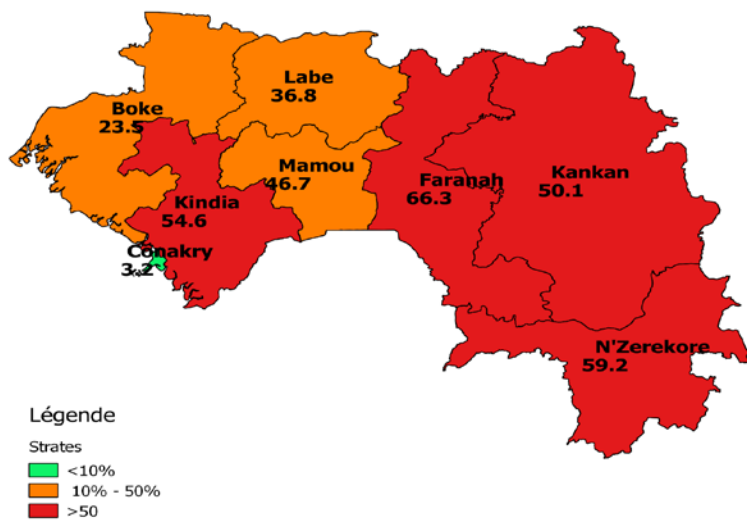 Labe
36.8
Boke
23.5
Mamou
46.7
Kankan
50.1
Faranah
66.3
Kindia
54.6
Conakry
3.2
N'Zerekore
59.2
Légende
Strates
<10%
10% - 50%
>50